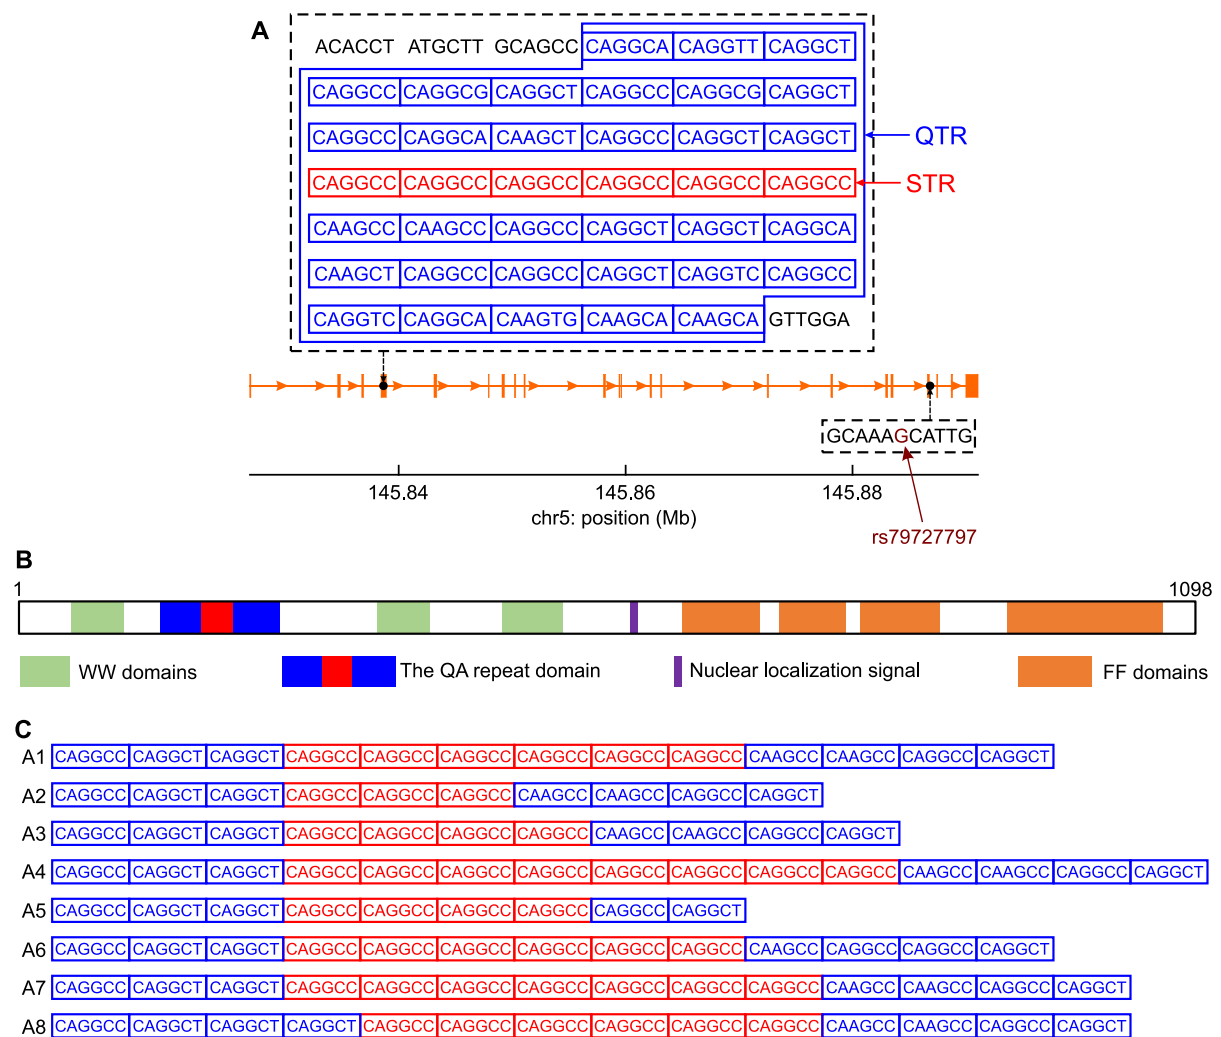 A
ACACCT ATGCTT GCAGCC CAGGCA CAGGTT CAGGCT
CAGGCC CAGGCG CAGGCT CAGGCC CAGGCG CAGGCT
CAGGCC CAGGCA CAAGCT CAGGCC CAGGCT CAGGCT
QTR
CAGGCC CAGGCC CAGGCC CAGGCC CAGGCC CAGGCC
STR
CAAGCC CAAGCC CAGGCC CAGGCT CAGGCT CAGGCA
CAAGCT CAGGCC CAGGCC CAGGCT CAGGTC CAGGCC
CAGGTC CAGGCA CAAGTG CAAGCA CAAGCA GTTGGA
GCAAAGCATTG
145.84 145.86 145.88
chr5: position (Mb)
rs79727797
B
1 1098
WW domains The QA repeat domain Nuclear localization signal FF domains
C
A1 CAGGCC CAGGCT CAGGCT CAGGCC CAGGCC CAGGCC CAGGCC CAGGCC CAGGCC CAAGCC CAAGCC CAGGCC CAGGCT
A2 CAGGCC CAGGCT CAGGCT CAGGCC CAGGCC CAGGCC CAAGCC CAAGCC CAGGCC CAGGCT
A3 CAGGCC CAGGCT CAGGCT CAGGCC CAGGCC CAGGCC CAGGCC CAAGCC CAAGCC CAGGCC CAGGCT
A4 CAGGCC CAGGCT CAGGCT CAGGCC CAGGCC CAGGCC CAGGCC CAGGCC CAGGCC CAGGCC CAGGCC CAAGCC CAAGCC CAGGCC CAGGCT
A5 CAGGCC CAGGCT CAGGCT CAGGCC CAGGCC CAGGCC CAGGCC CAGGCC CAGGCT
A6 CAGGCC CAGGCT CAGGCT CAGGCC CAGGCC CAGGCC CAGGCC CAGGCC CAGGCC CAAGCC CAGGCC CAGGCC CAGGCT
A7 CAGGCC CAGGCT CAGGCT CAGGCC CAGGCC CAGGCC CAGGCC CAGGCC CAGGCC CAGGCC CAAGCC CAAGCC CAGGCC CAGGCT
A8 CAGGCC CAGGCT CAGGCT CAGGCT CAGGCC CAGGCC CAGGCC CAGGCC CAGGCC CAGGCC CAAGCC CAAGCC CAGGCC CAGGCT